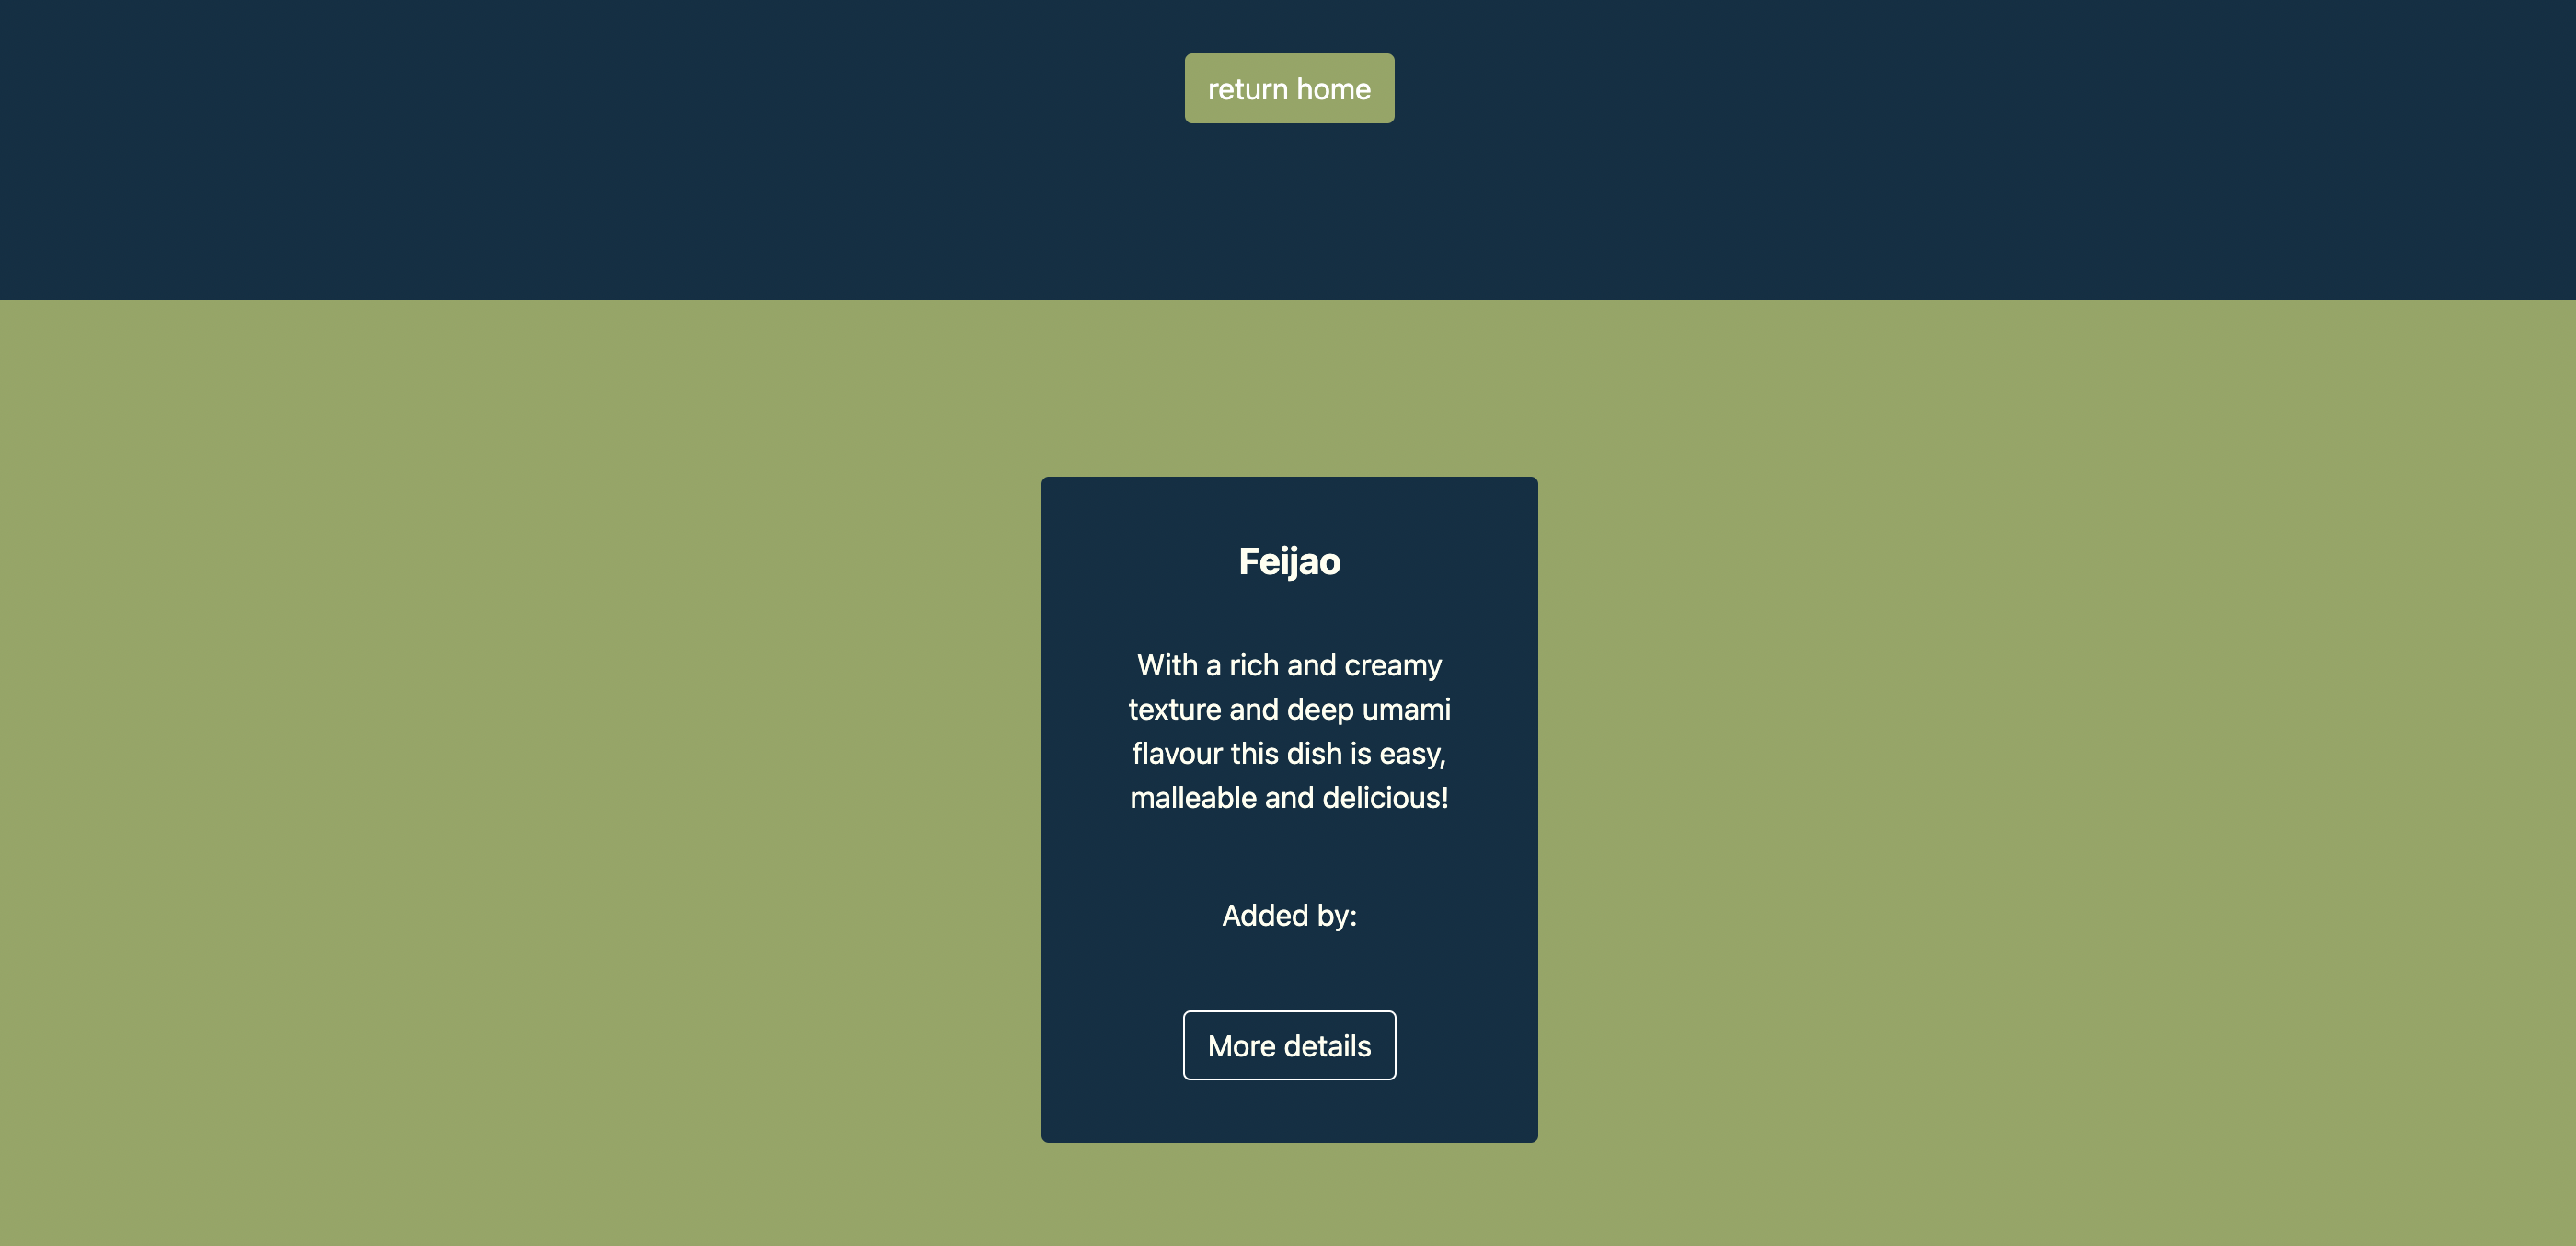 return home
Feijao
With a rich and creamy
texture and deep umami
flavour this dish is easy,
malleable and delicious!
Added by:
More details